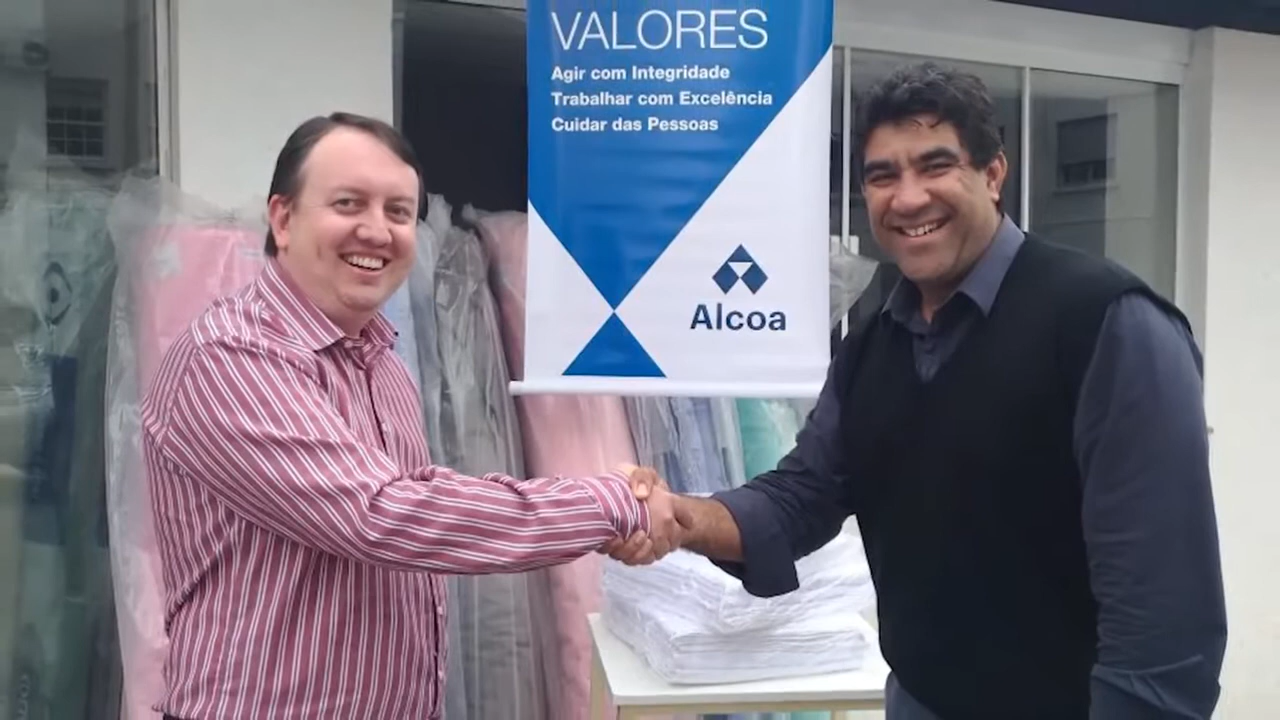 VALORES
Agir com Integridade
Trabalhar com Excelência
Cuidar das Pessoas
Alcoa